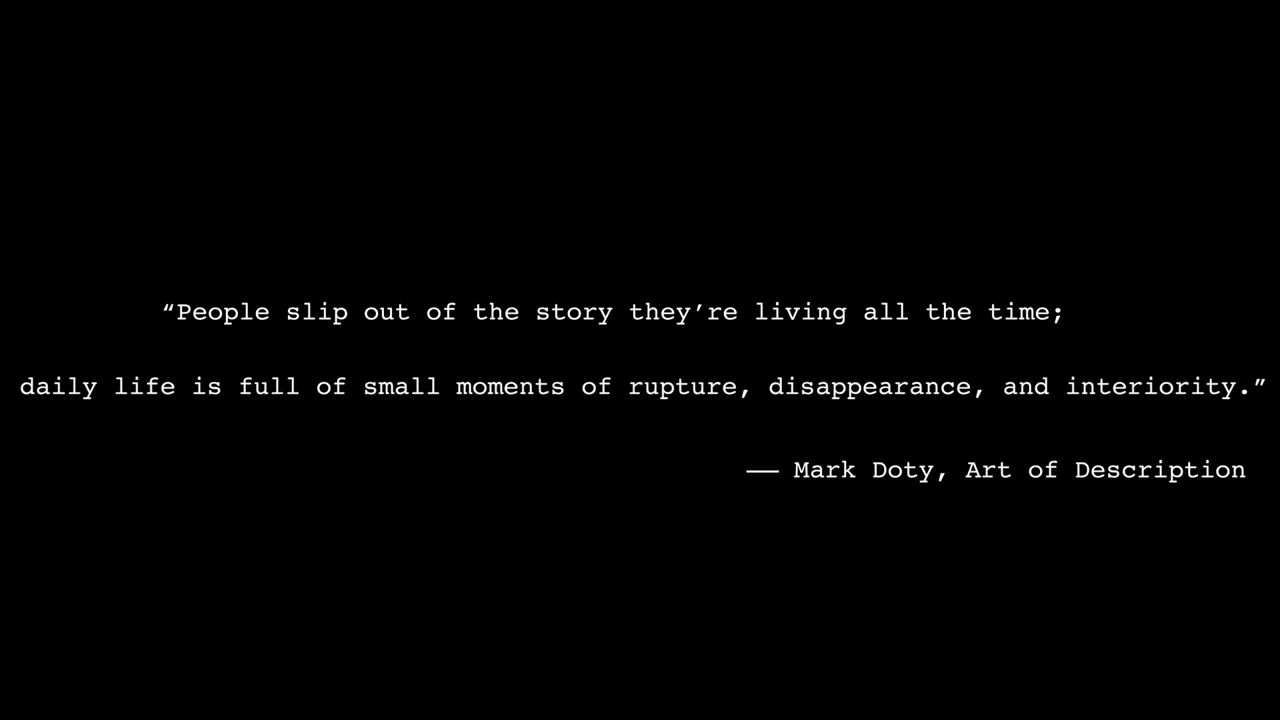 “People slip out of the story they’re living all the time;
daily life is full of small moments of rupture, disappearance, and interiority.”
—— Mark Doty, Art of Description